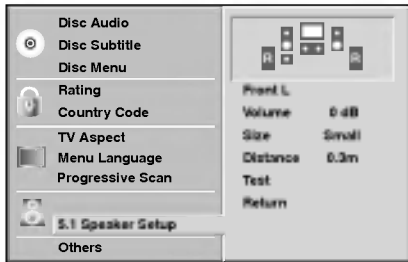 Disc Audio
Disc Subtitle
Disc Menu
Rating
Country Code
TV Aspect
Menu Language
Progressive Scan
5.1 Speaker Setup
Others
R R
Front L
Volume 0 dB
Size Small
Distance 0.3m
Test
Return